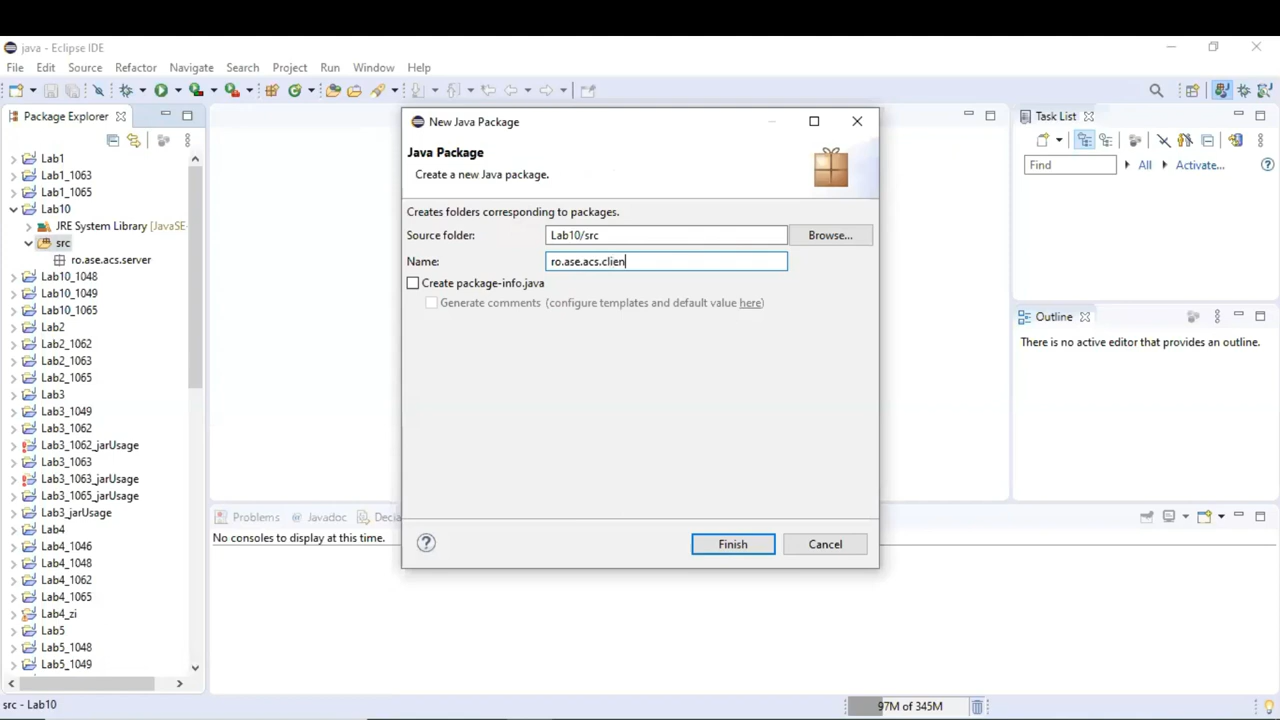 java - Eclipse IDE
File Edit Source Refactor Navigate Search Project Run Window Help
Package Explorer
Lab1
Lab1_1063
Lab1_1065
Lab10
JRE System Library [JavaSE-
src
ro.ase.acs.server
Lab10_1048
Lab10_1049
Lab10_1065
Lab2
Lab2_1062
Lab2_1063
Lab2_1065
Lab3
Lab3_1049
Lab3_1062
Lab3_1062_jarUsage
Lab3_1063
Lab3_1063_jarUsage
Lab3_1065_jarUsage
Lab3_jarUsage
Lab4
Lab4_1046
Lab4_1048
Lab4_1062
Lab4_1065
Lab4_zi
Lab5
Lab5_1048
Lab5_1049
New Java Package
Java Package
Create a new Java package.
Creates folders corresponding to packages.
Source folder: Lab10/src Browse...
Name: ro.ase.acs.clien
Create package-info.java
Generate comments (configure templates and default value here)
Finish Cancel
Problems @ Javadoc Decla
No consoles to display at this time.
Task List
Find All Activate...
Outline
There is no active editor that provides an outline.
src - Lab10
97M of 345M